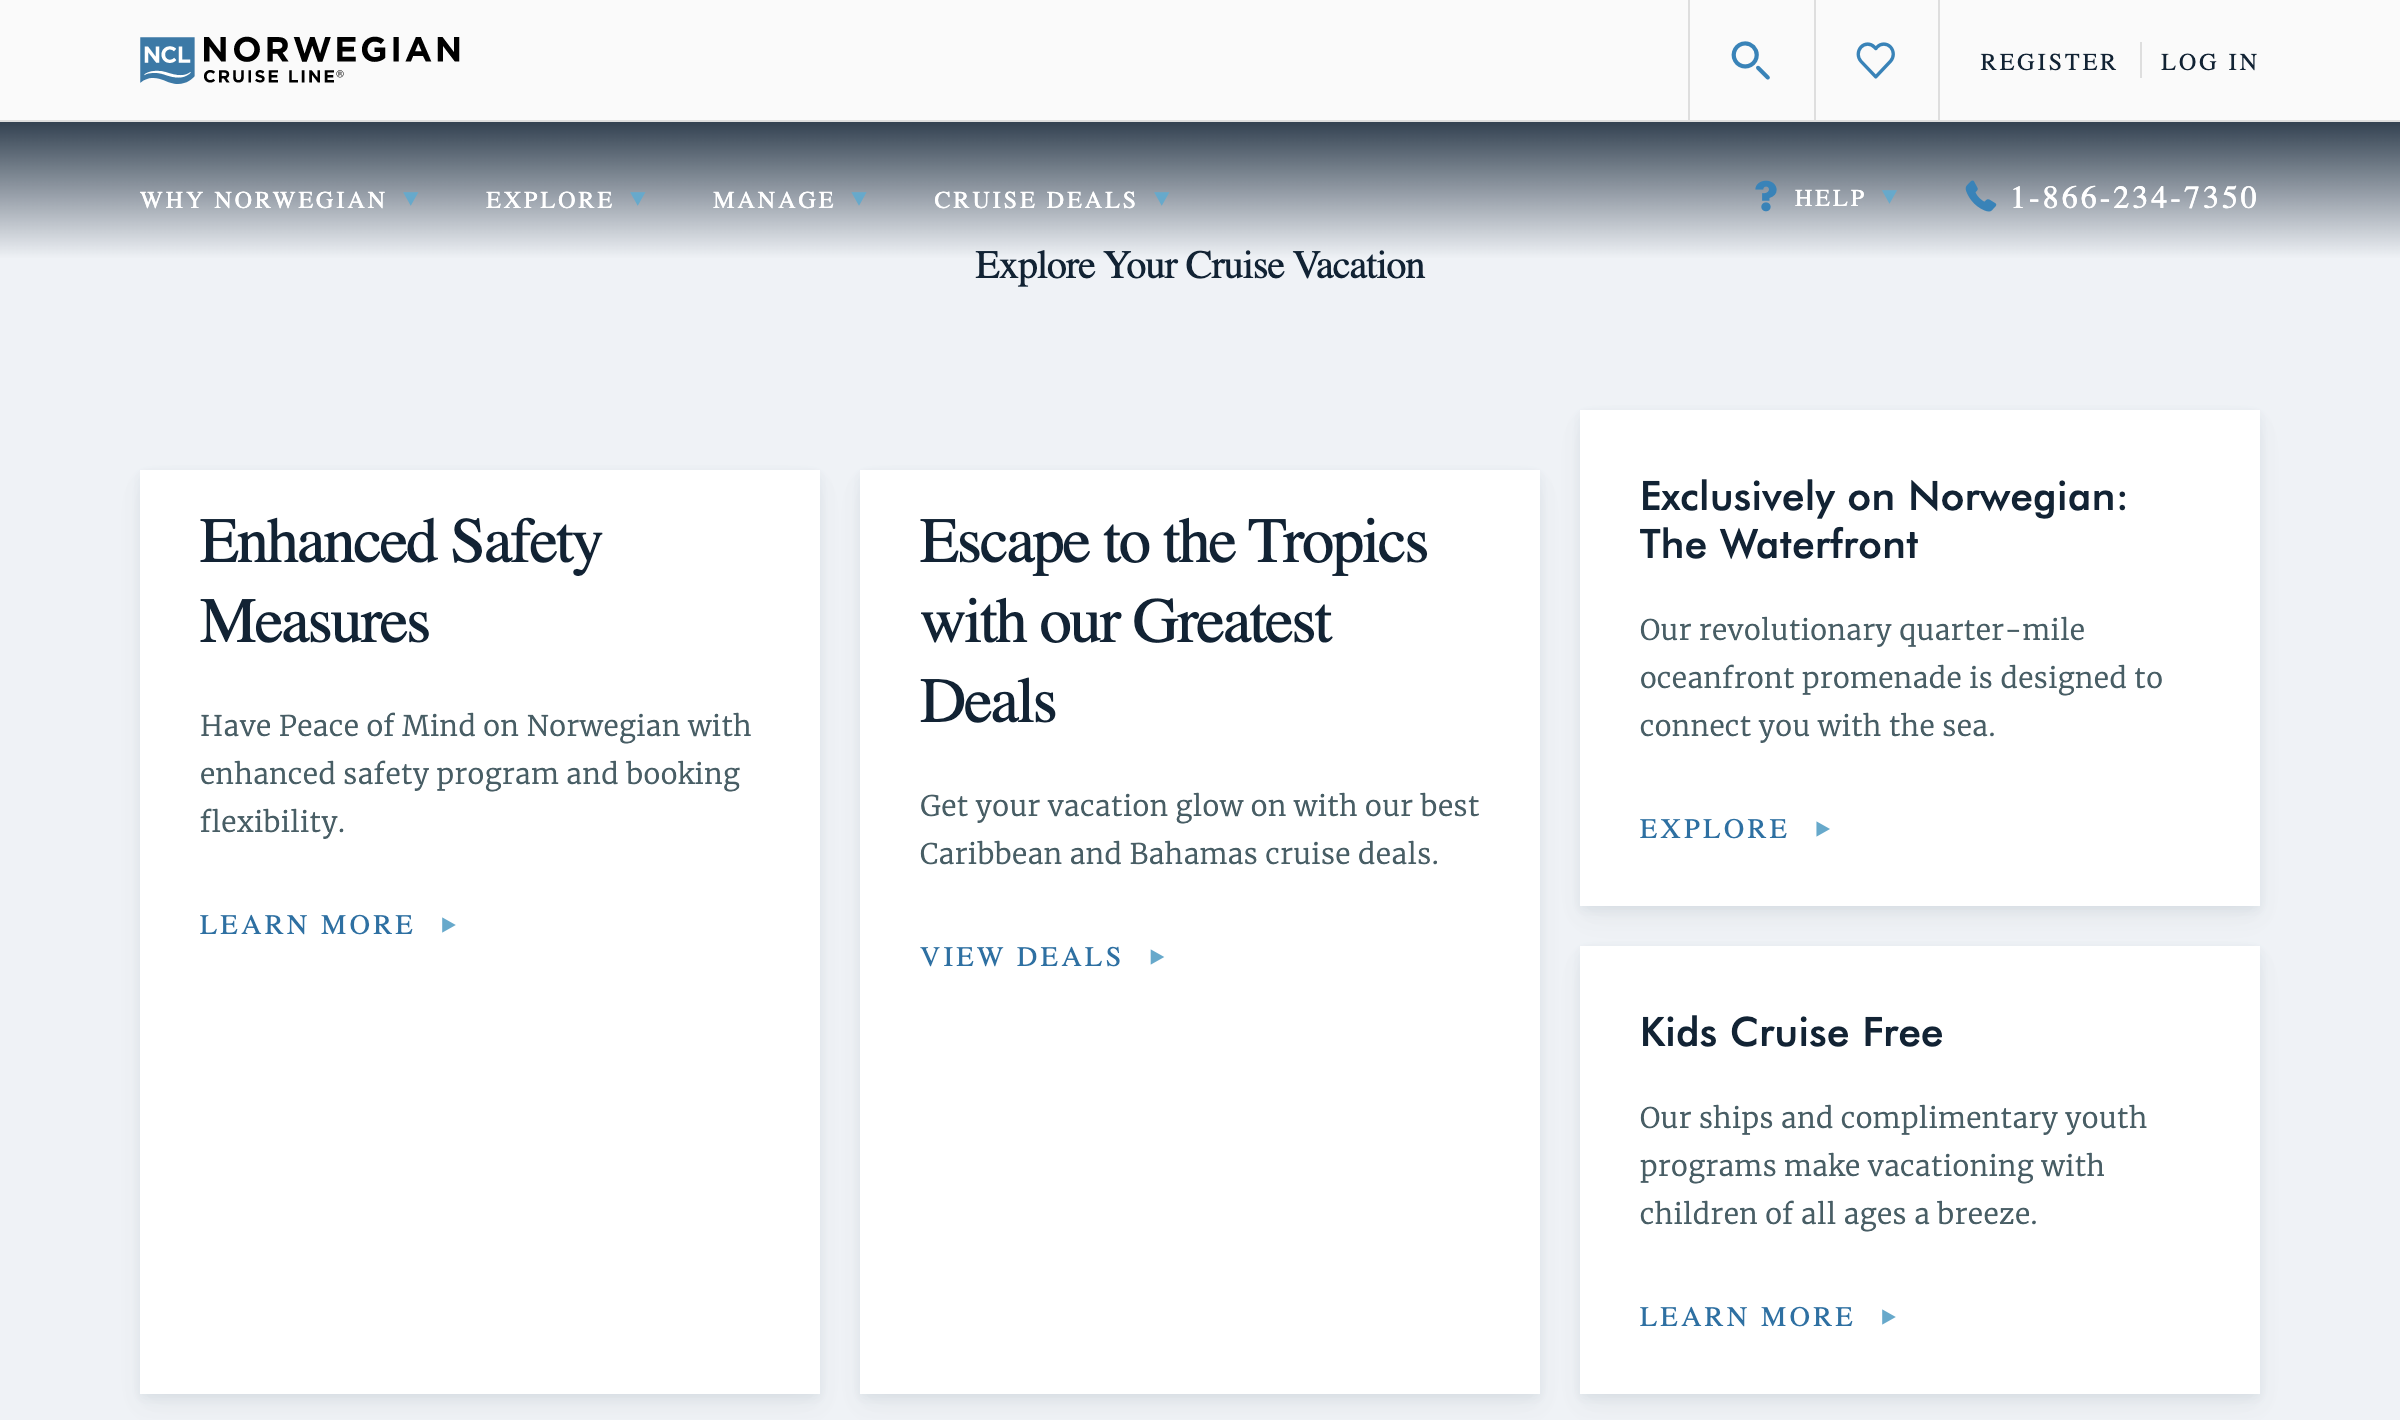 NCL NORWEGIAN
CRUISE LINE®
REGISTER
LOG IN
WHY NORWEGIAN
EXPLORE
MANAGE
CRUISE DEALS
? HELP
1-866-234-7350
Explore Your Cruise Vacation
Enhanced Safety
Measures
Have Peace of Mind on Norwegian with
enhanced safety program and booking
flexibility.
LEARN MORE
Escape to the Tropics
with our Greatest
Deals
Get your vacation glow on with our best
Caribbean and Bahamas cruise deals.
VIEW DEALS
Exclusively on Norwegian:
The Waterfront
Our revolutionary quarter-mile
oceanfront promenade is designed to
connect you with the sea.
EXPLORE
Kids Cruise Free
Our ships and complimentary youth
programs make vacationing with
children of all ages a breeze.
LEARN MORE